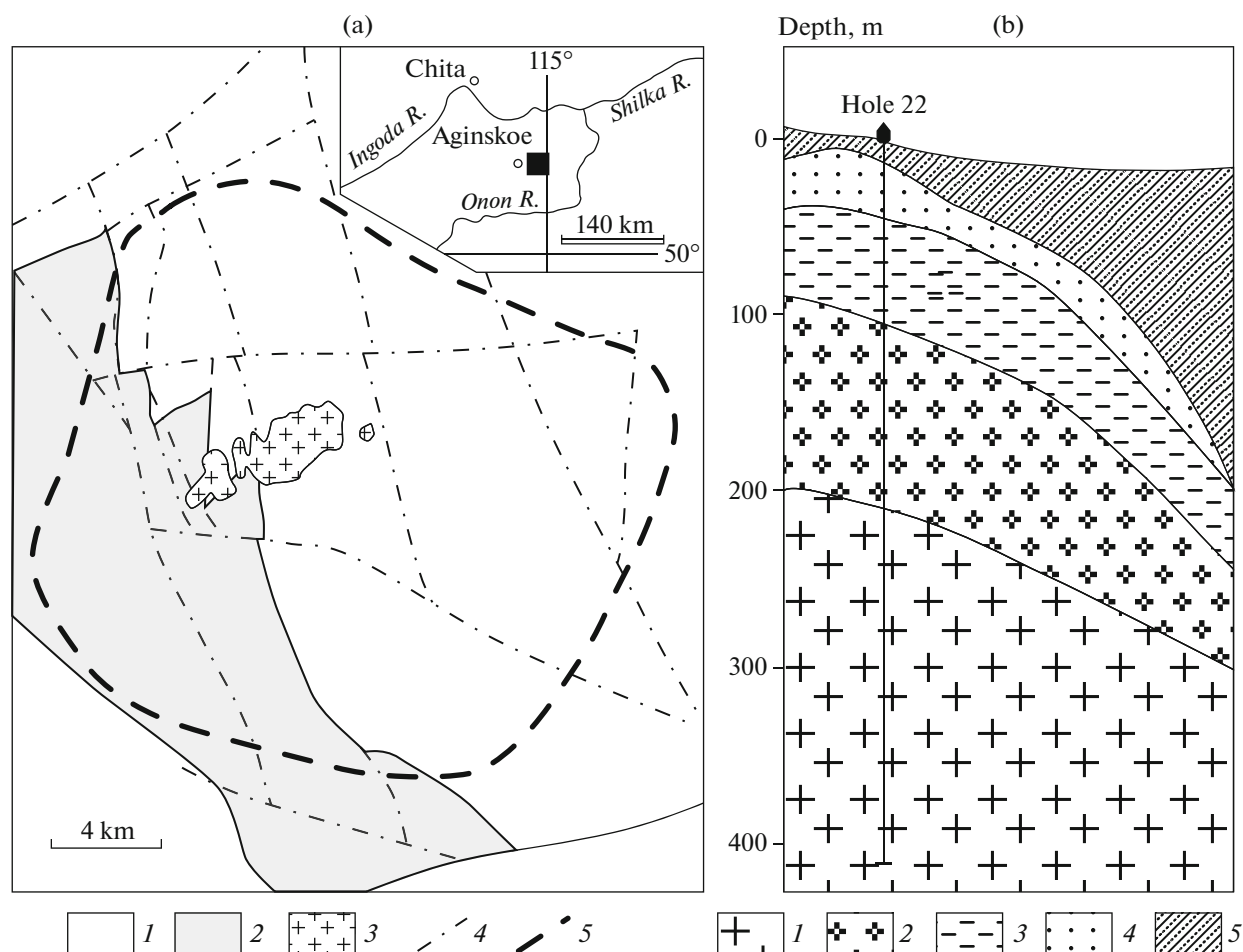 (a)
Chita
115°
Ingoda R.
Shilka R.
Aginskoe
Onon R.
140 km
50°
4 km
1 2 3 4 5
Depth, m (b)
Hole 22
0
100
200
300
400
1 2 3 4 5